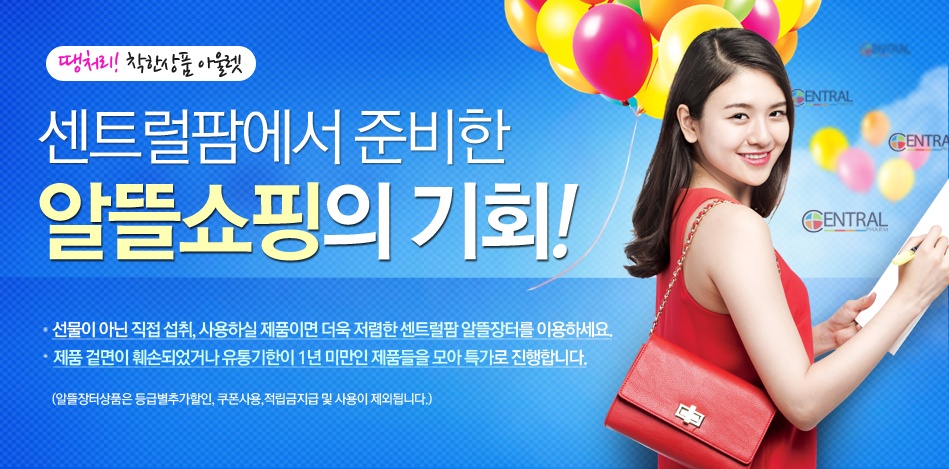 땡처리! 착한상품 아울렛
센트럴팜에서 준비한
알뜰쇼핑의 기회!
• 선물이 아닌 직접 섭취, 사용하실 제품이면 더욱 저렴한 센트럴팜 알뜰장터를 이용하세요.
• 제품 겉면이 훼손되었거나 유통기한이 1년 미만인 제품들을 모아 특가로 진행합니다.
(알뜰장터상품은 등급별추가할인, 쿠폰사용,적립금지급 및 사용이 제외됩니다.)
CENTRAL
CENTRAL
CENTRA
CENTRAL
PHARM